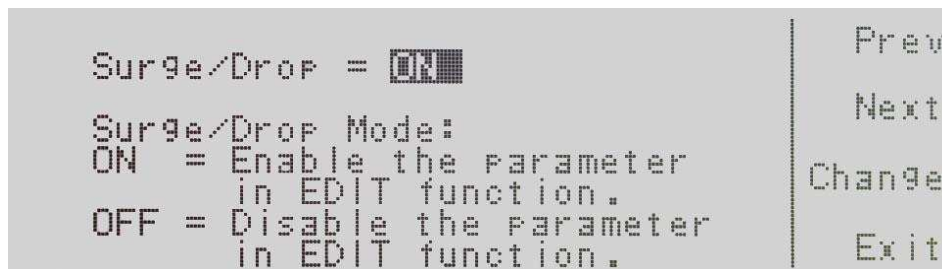 Surge/Drop = ON
Surge/Drop Mode:
ON = Enable the parameter
in EDIT function.
OFF = Disable the parameter
in EDIT function.
Prev
Next
Change
Exit